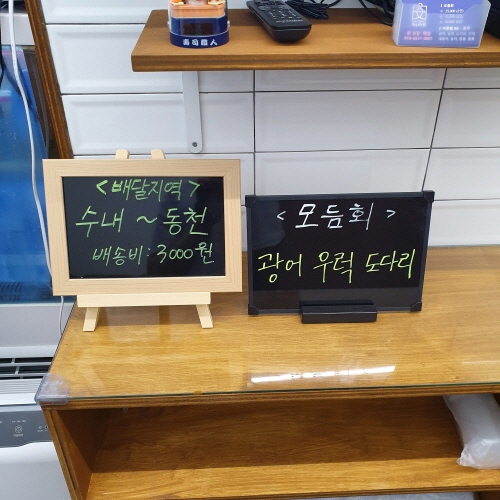 <배달지역>
수내 ~ 동천
배송비: 3000원
<모듬회>
광어 우럭 도다리